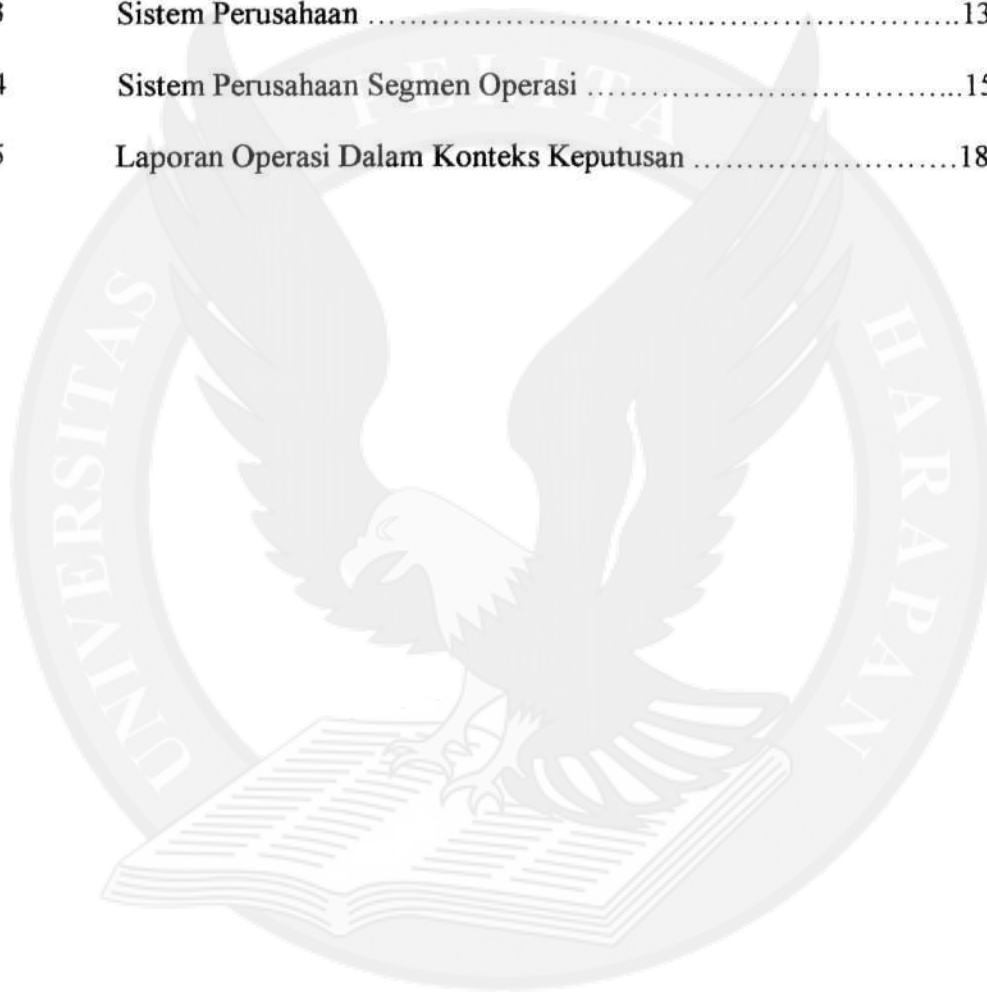 3 Sistem Perusahaan ........................................................ 13
4 Sistem Perusahaan Segmen Operasi ................................... 15
5 Laporan Operasi Dalam Konteks Keputusan ......................... 18
UNIVERSITAS PELITA HARAPAN